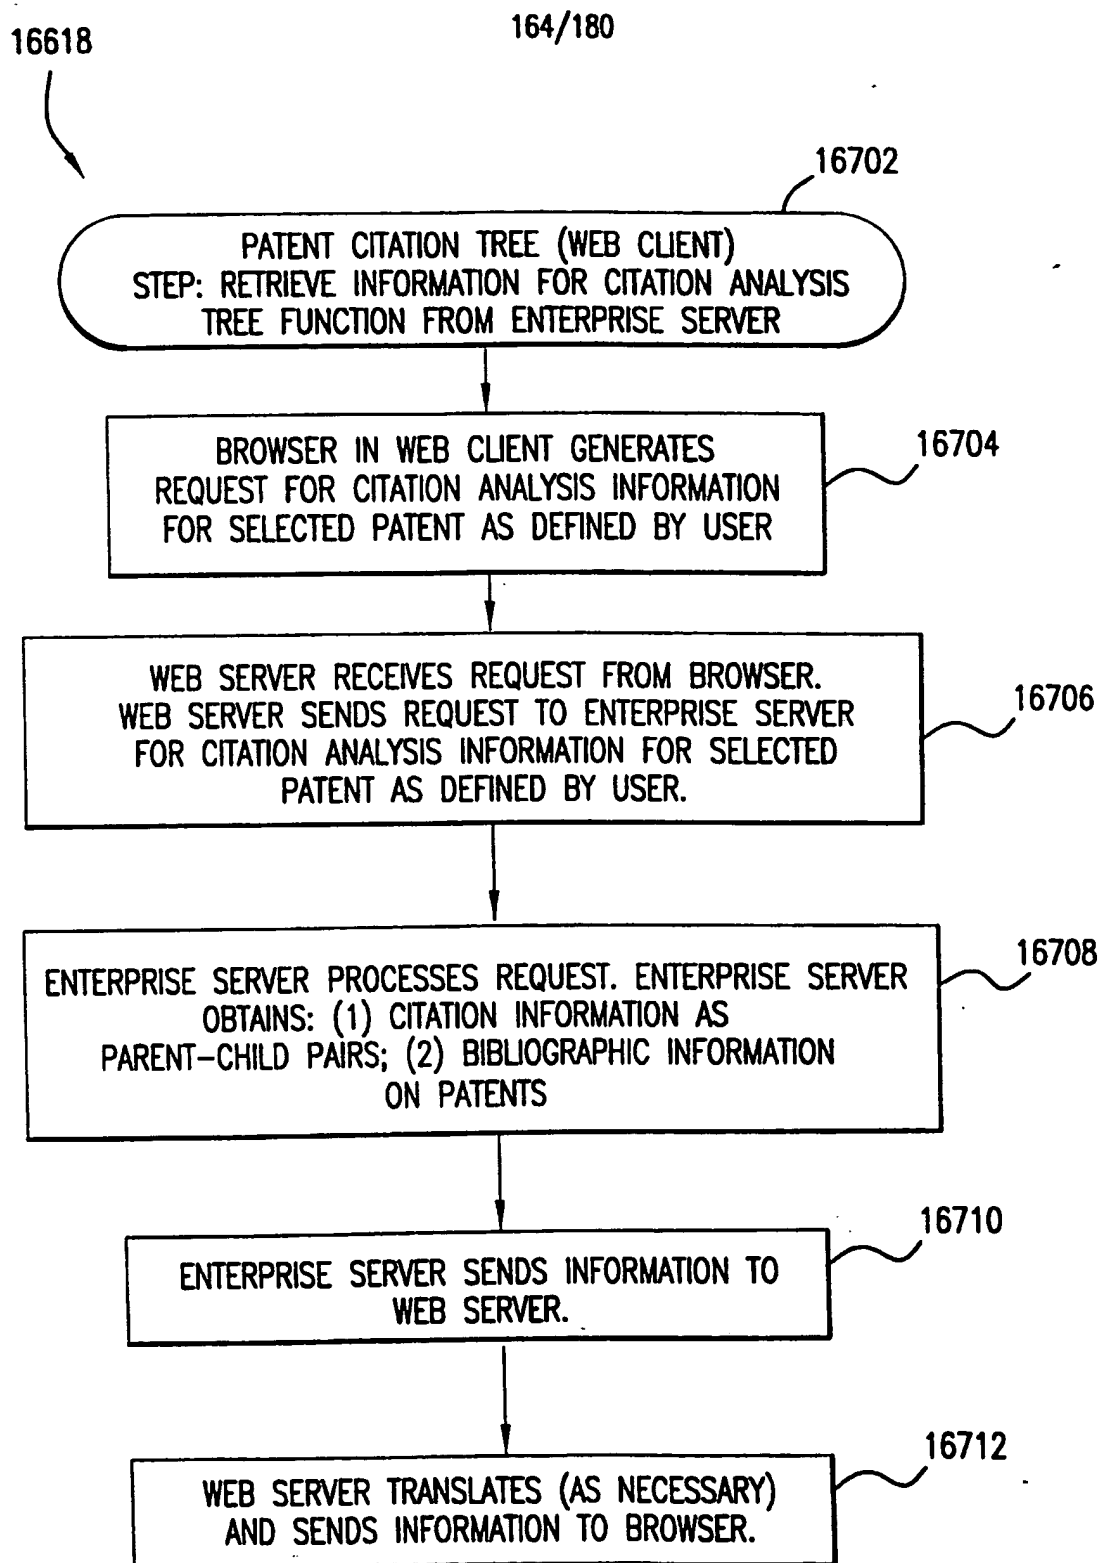 164/180
16618
16702
PATENT CITATION TREE (WEB CLIENT)
STEP: RETRIEVE INFORMATION FOR CITATION ANALYSIS
TREE FUNCTION FROM ENTERPRISE SERVER
16704
BROWSER IN WEB CLIENT GENERATES
REQUEST FOR CITATION ANALYSIS INFORMATION
FOR SELECTED PATENT AS DEFINED BY USER
16706
WEB SERVER RECEIVES REQUEST FROM BROWSER.
WEB SERVER SENDS REQUEST TO ENTERPRISE SERVER
FOR CITATION ANALYSIS INFORMATION FOR SELECTED
PATENT AS DEFINED BY USER.
16708
ENTERPRISE SERVER PROCESSES REQUEST. ENTERPRISE SERVER
OBTAINS: (1) CITATION INFORMATION AS
PARENT-CHILD PAIRS; (2) BIBLIOGRAPHIC INFORMATION
ON PATENTS
16710
ENTERPRISE SERVER SENDS INFORMATION TO
WEB SERVER.
16712
WEB SERVER TRANSLATES (AS NECESSARY)
AND SENDS INFORMATION TO BROWSER.